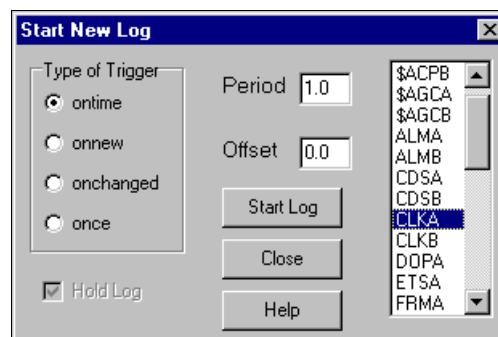 Start New Log
Type of Trigger
ontime
onnew
onchanged
once
Hold Log
Period 1.0
Offset 0.0
Start Log
Close
Help
$ACPB
$AGCA
$AGCB
ALMA
ALMB
CDSA
CDSB
CLKA
CLKB
DOPA
ETSA
FRMA